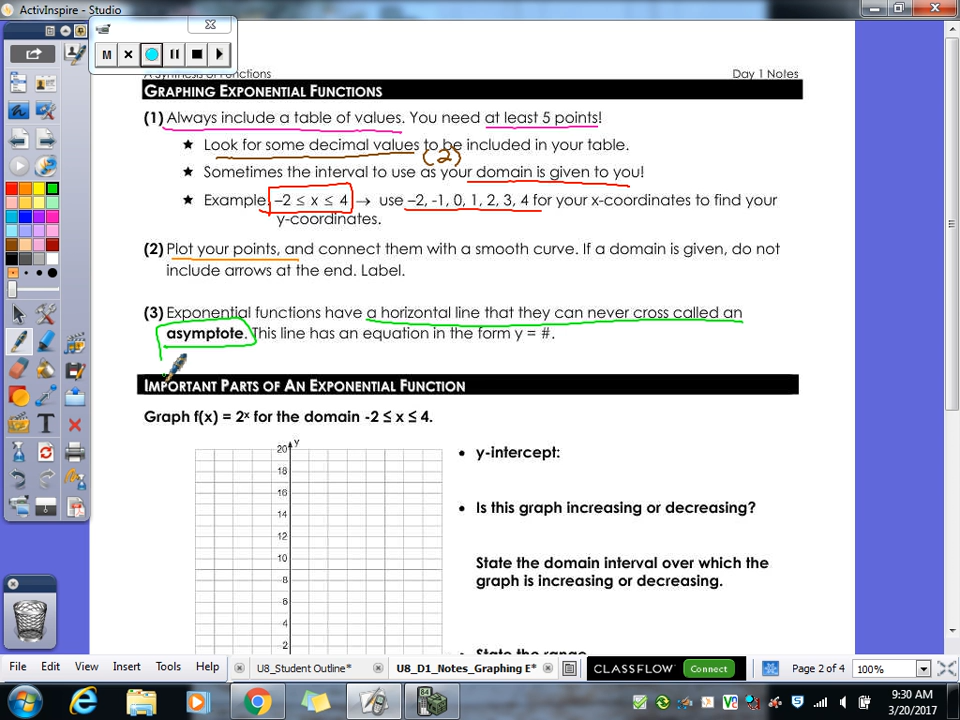 ActivInspire - Studio
A Synthesis of Functions
Day 1 Notes
GRAPHING EXPONENTIAL FUNCTIONS
(1) Always include a table of values. You need at least 5 points!
★ Look for some decimal values to be included in your table.
(2)
★ Sometimes the interval to use as your domain is given to you!
★ Example: –2 ≤ x ≤ 4 → use –2, -1, 0, 1, 2, 3, 4 for your x-coordinates to find your
y-coordinates.
(2) Plot your points, and connect them with a smooth curve. If a domain is given, do not
include arrows at the end. Label.
(3) Exponential functions have a horizontal line that they can never cross called an
asymptote. This line has an equation in the form y = #.
IMPORTANT PARTS OF AN EXPONENTIAL FUNCTION
Graph f(x) = 2ˣ for the domain -2 ≤ x ≤ 4.
y
20
18
16
14
12
10
8
6
4
2
• y-intercept:
• Is this graph increasing or decreasing?
State the domain interval over which the
graph is increasing or decreasing.
• State the range
File Edit View Insert Tools Help
U8_Student Outline*
U8_D1_Notes_Graphing E*
CLASSFLOW Connect
Page 2 of 4
100%
9:30 AM
3/20/2017